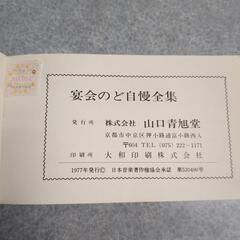 宴会のど自慢全集
発行所 株式会社 山口青旭堂
京都市中京区押小路通富小路西入
〒604 TEL (075) 222-1171
印刷所 大和印刷株式会社
1977年発行© 日本音楽著作権協会承認 第520490号